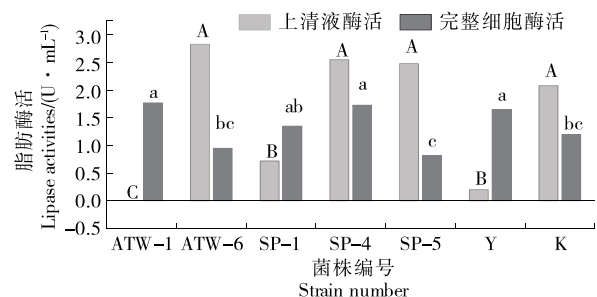 上清液酶活 完整细胞酶活
脂肪酶活
Lipase activities/(U·mL⁻¹)
3.0
2.5
2.0
1.5
1.0
0.5
0.0
−0.5
C a
A bc
B ab
A a
A c
B a
A bc
ATW−1 ATW−6 SP−1 SP−4 SP−5 Y K
菌株编号
Strain number